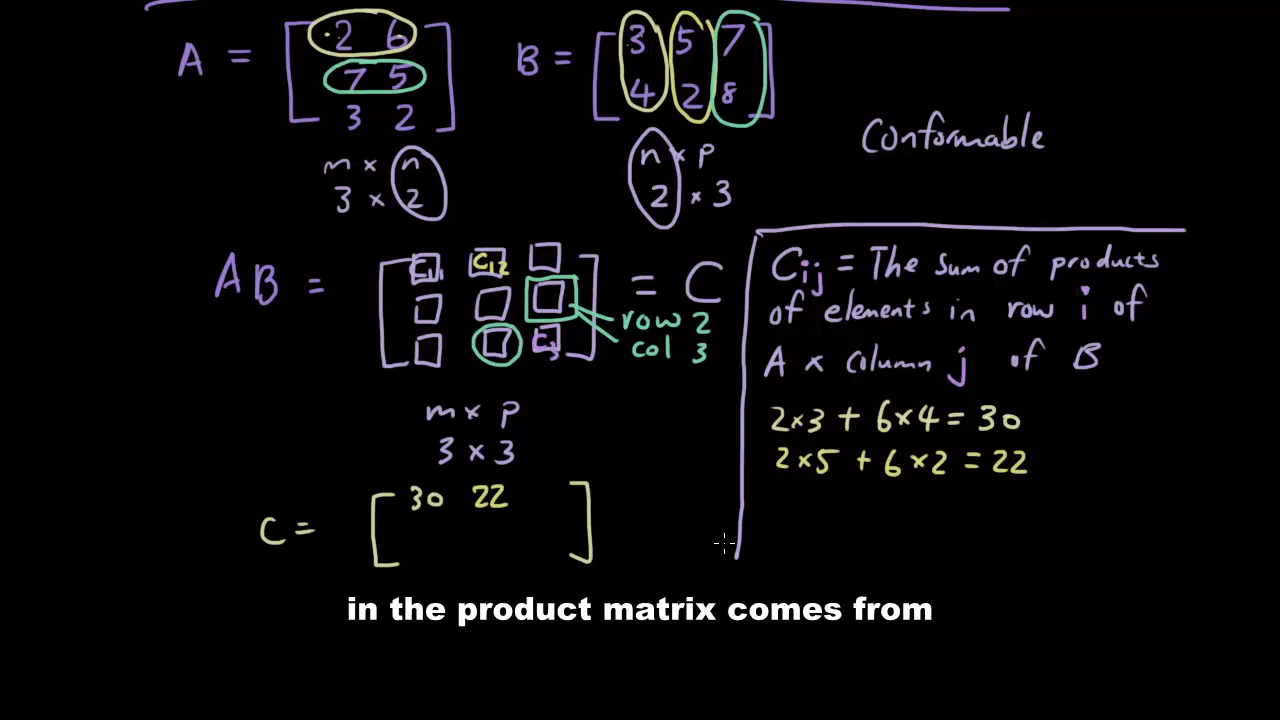 A = [ 2 6
7 5
3 2 ]
B = [ 3 5 7
4 2 8 ]
Conformable
m × n
3 × 2
n × p
2 × 3
AB = [ C11 C12 ] = C
row 2
col 3
Cij = The sum of products
of elements in row i of
A × column j of B
2×3 + 6×4 = 30
2×5 + 6×2 = 22
m × p
3 × 3
C = [ 30 22 ]
in the product matrix comes from